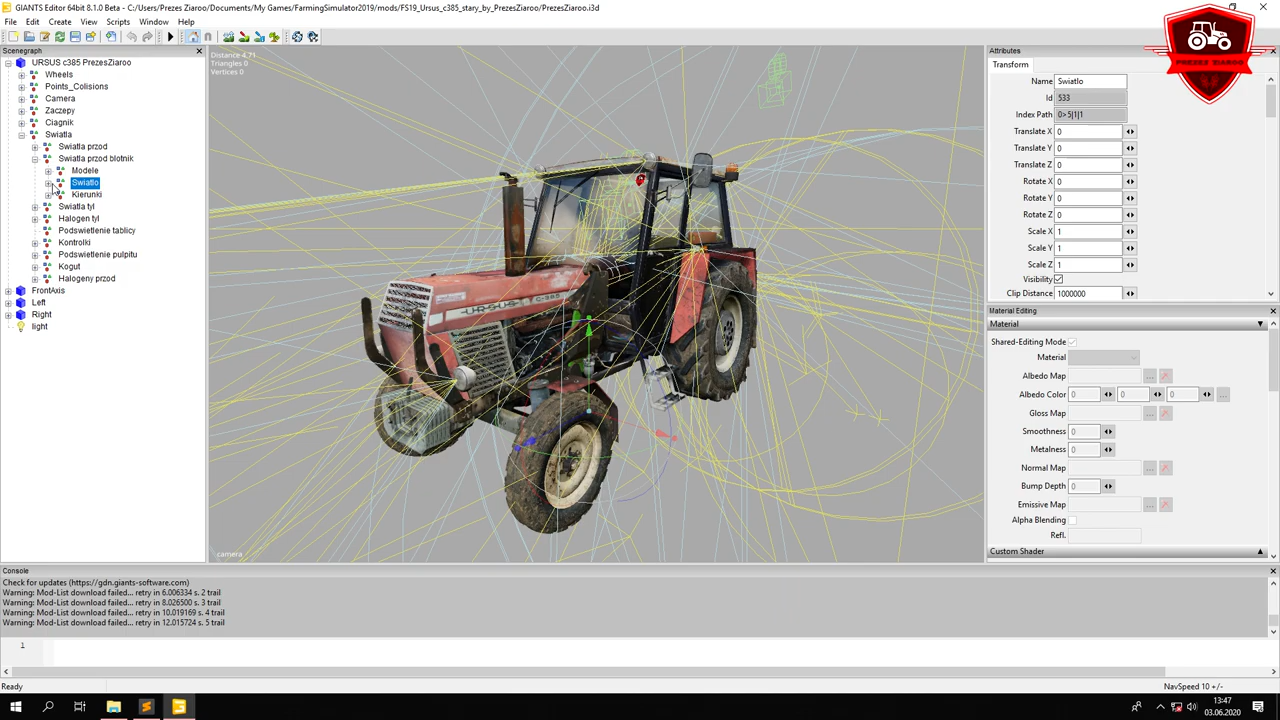 GIANTS Editor 64bit 8.1.0 Beta - C:/Users/Prezes Ziaroo/Documents/My Games/FarmingSimulator2019/mods/FS19_Ursus_c385_stary_by_PrezesZiaroo/PrezesZiaroo.i3d
File Edit Create View Scripts Window Help
Scenegraph
URSUS c385 PrezesZiaroo
Wheels
Points_Colisions
Camera
Zaczepy
Ciagnik
Swiatla
Swiatla przod
Swiatla przod blotnik
Modele
Swiatlo
Kierunki
Swiatla tyl
Halogen tyl
Podswietlenie tablicy
Kontrolki
Podswietlenie pulpitu
Kogut
Halogeny przod
FrontAxis
Left
Right
light
Distance 4.71
Triangles 0
Vertices 0
URSUS C-385
camera
PREZES ZIAROO
Attributes
Transform
Name Swiatlo
Id 533
Index Path 0>5|1|1
Translate X 0
Translate Y 0
Translate Z 0
Rotate X 0
Rotate Y 0
Rotate Z 0
Scale X 1
Scale Y 1
Scale Z 1
Visibility
Clip Distance 1000000
Material Editing
Material
Shared-Editing Mode
Material
Albedo Map ...
Albedo Color 0 0 0 ...
Gloss Map ...
Smoothness 0
Metalness 0
Normal Map ...
Bump Depth 0
Emissive Map ...
Alpha Blending
Refl.
Custom Shader
Console
Check for updates (https://gdn.giants-software.com)
Warning: Mod-List download failed... retry in 6.006334 s. 2 trail
Warning: Mod-List download failed... retry in 8.026500 s. 3 trail
Warning: Mod-List download failed... retry in 10.019169 s. 4 trail
Warning: Mod-List download failed... retry in 12.015724 s. 5 trail
1
Ready
NavSpeed 10 +/-
13:47
03.06.2020